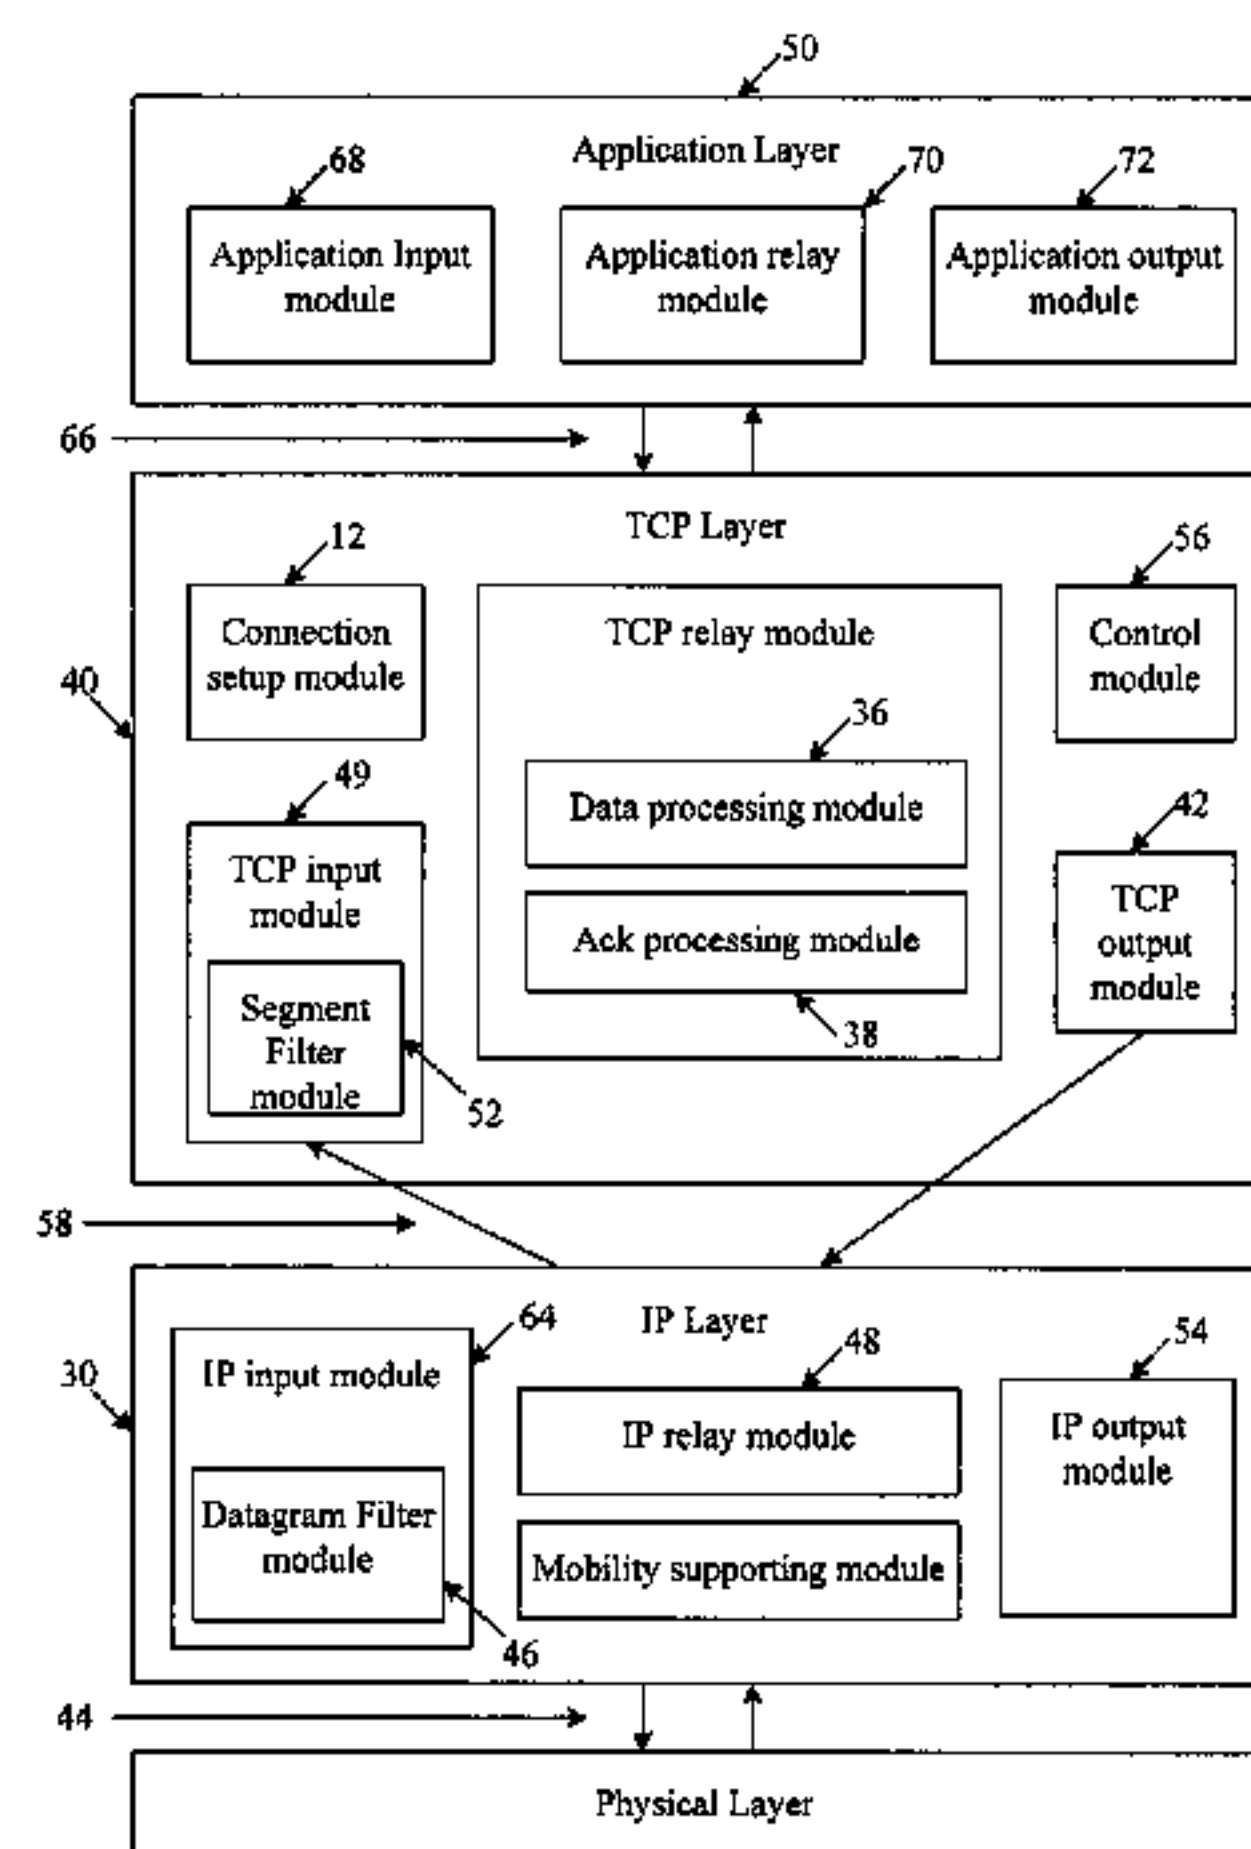 50
Application Layer
68
70
72
Application Input
module
Application relay
module
Application output
module
66
TCP Layer
12
56
Connection
setup module
TCP relay module
Control
module
40
36
49
Data processing module
42
TCP input
module
Ack processing module
TCP
output
module
Segment
Filter
module
38
52
58
IP Layer
64
48
54
30
IP input module
IP relay module
IP output
module
Datagram Filter
module
Mobility supporting module
46
44
Physical Layer